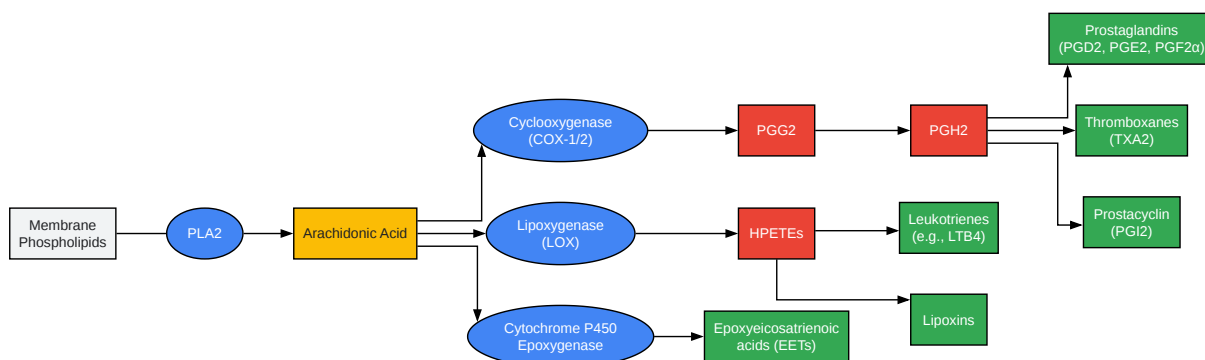 Membrane
Phospholipids
PLA2
Arachidonic Acid
Cyclooxygenase
(COX-1/2)
PGG2
PGH2
Prostaglandins
(PGD2, PGE2, PGF2α)
Thromboxanes
(TXA2)
Prostacyclin
(PGI2)
Lipoxygenase
(LOX)
HPETEs
Leukotrienes
(e.g., LTB4)
Lipoxins
Cytochrome P450
Epoxygenase
Epoxyeicosatrienoic
acids (EETs)